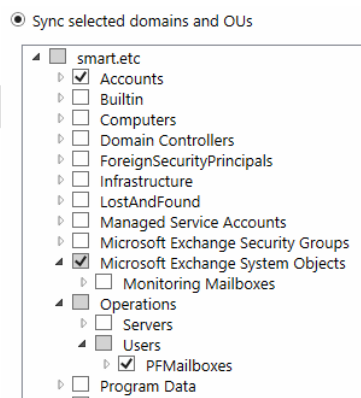 Sync selected domains and OUs
smart.etc
Accounts
Builtin
Computers
Domain Controllers
ForeignSecurityPrincipals
Infrastructure
LostAndFound
Managed Service Accounts
Microsoft Exchange Security Groups
Microsoft Exchange System Objects
Monitoring Mailboxes
Operations
Servers
Users
PFMailboxes
Program Data